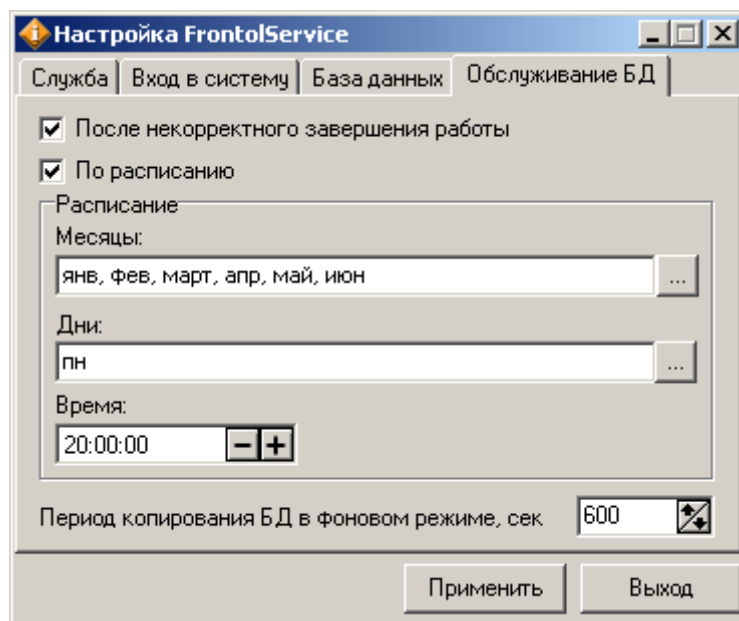 Настройка FrontolService
Служба Вход в систему База данных Обслуживание БД
После некорректного завершения работы
По расписанию
Расписание
Месяцы:
янв, фев, март, апр, май, июн
...
Дни:
пн
...
Время:
20:00:00
Период копирования БД в фоновом режиме, сек 600
Применить Выход